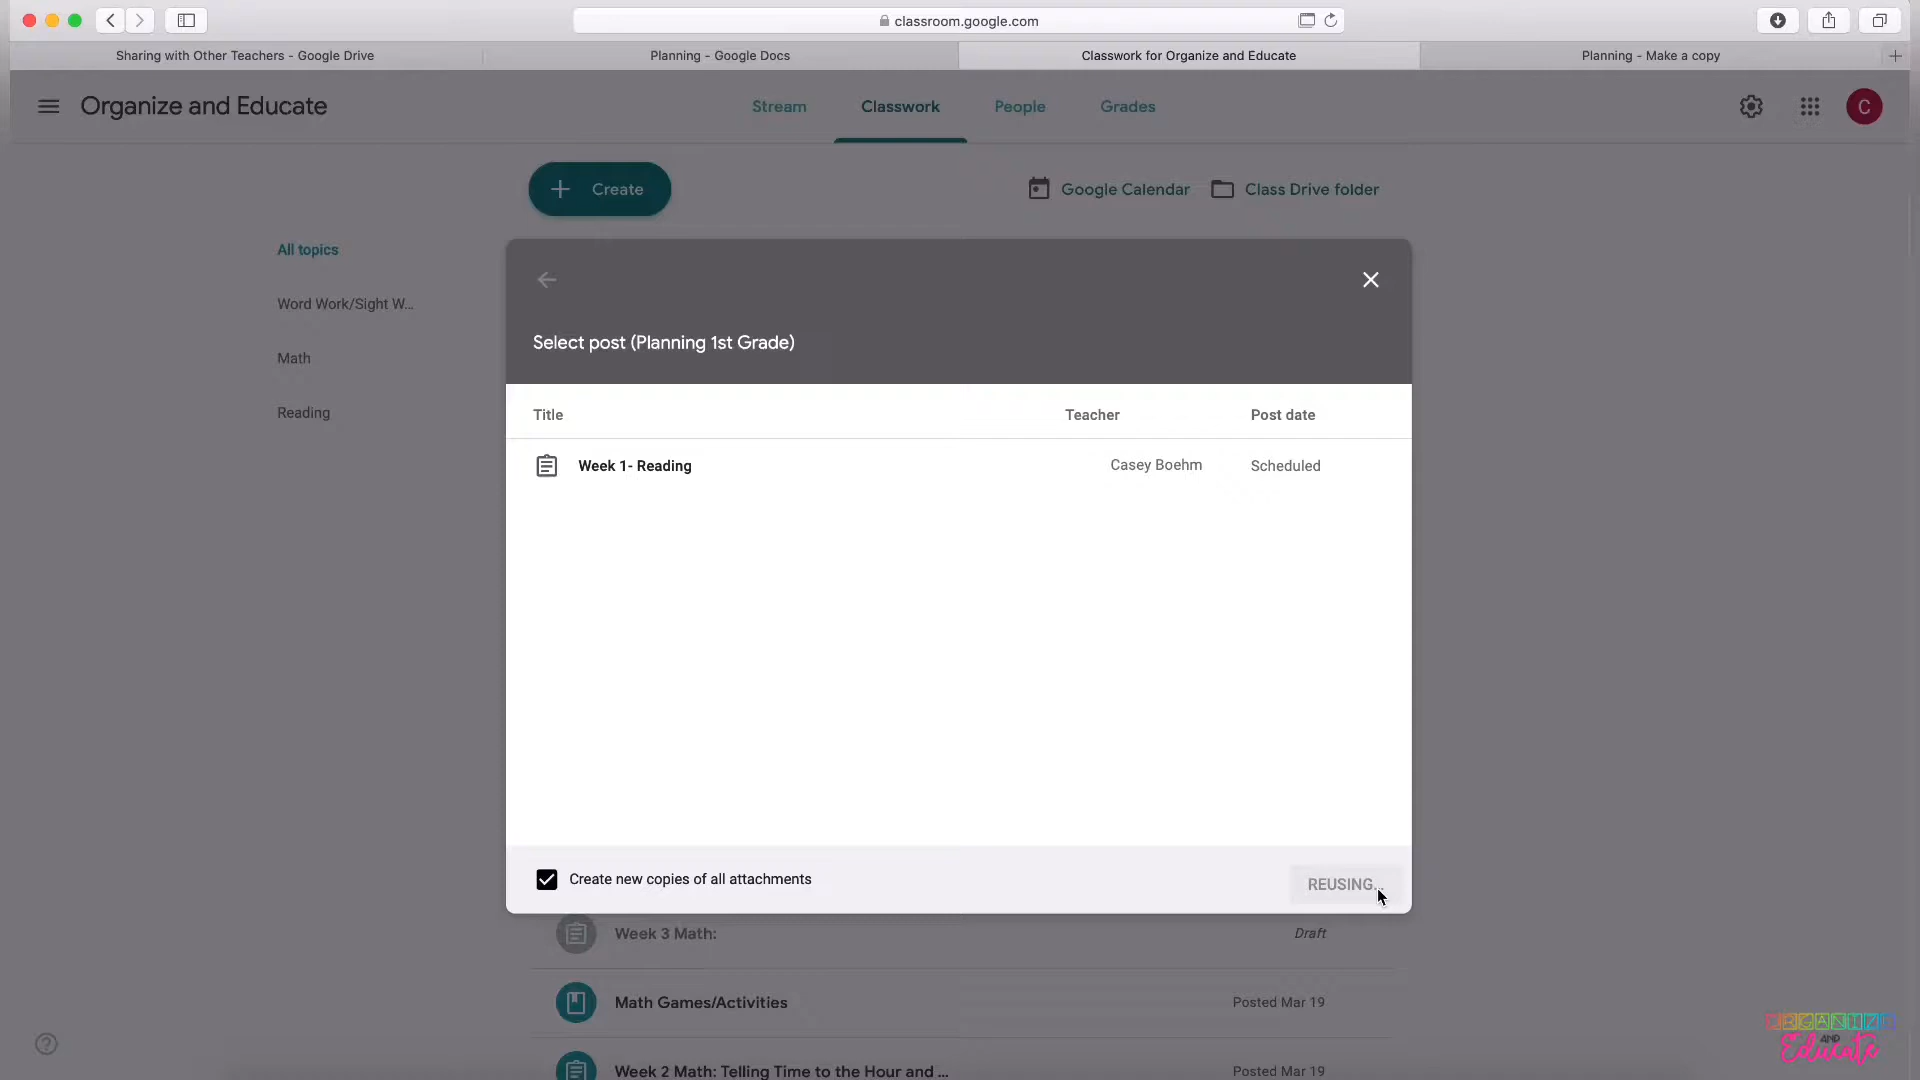 classroom.google.com
Sharing with Other Teachers - Google Drive
Planning - Google Docs
Classwork for Organize and Educate
Planning - Make a copy
Organize and Educate
Stream
Classwork
People
Grades
C
Create
Google Calendar
Class Drive folder
All topics
Word Work/Sight W...
Math
Reading
Select post (Planning 1st Grade)
Title
Teacher
Post date
Week 1- Reading
Casey Boehm
Scheduled
Create new copies of all attachments
REUSING...
Week 3 Math:
Draft
Math Games/Activities
Posted Mar 19
Week 2 Math: Telling Time to the Hour and ...
Posted Mar 19
ORGANIZE
AND
Educate